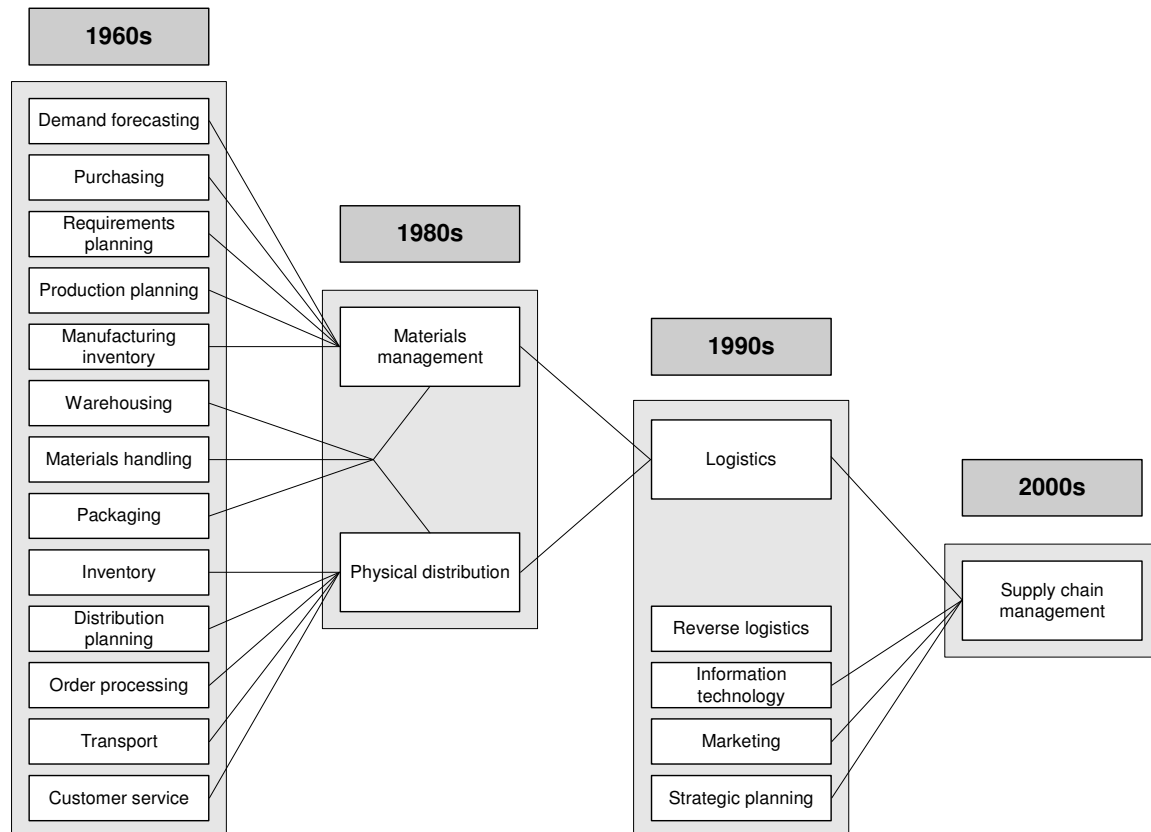 1960s
Demand forecasting
Purchasing
Requirements
planning
Production planning
Manufacturing
inventory
Warehousing
Materials handling
Packaging
Inventory
Distribution
planning
Order processing
Transport
Customer service
1980s
Materials
management
Physical distribution
1990s
Logistics
Reverse logistics
Information
technology
Marketing
Strategic planning
2000s
Supply chain
management